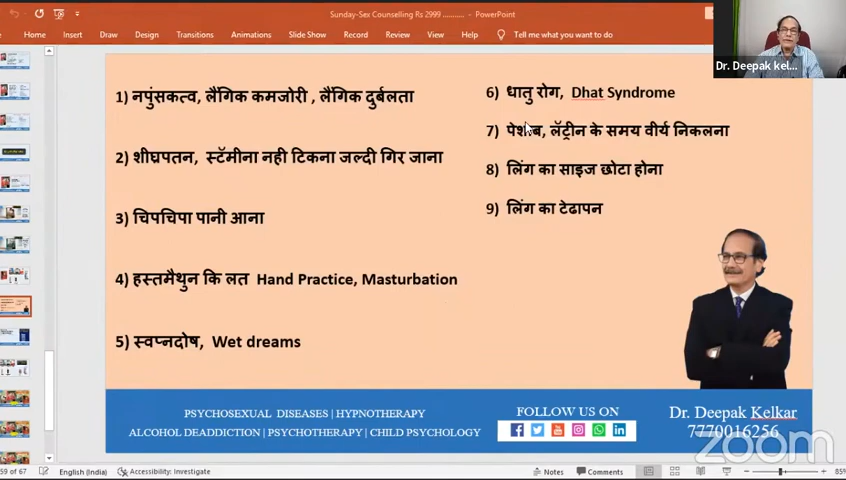 Sunday-Sex Counselling Rs 2999 ........... - PowerPoint
Home Insert Draw Design Transitions Animations Slide Show Record Review View Help Tell me what you want to do
Dr. Deepak kel...
1) नपुंसकत्व, लैंगिक कमजोरी , लैंगिक दुर्बलता
2) शीघ्रपतन, स्टॅमीना नही टिकना जल्दी गिर जाना
3) चिपचिपा पानी आना
4) हस्तमैथुन कि लत Hand Practice, Masturbation
5) स्वप्नदोष, Wet dreams
6) धातु रोग, Dhat Syndrome
7) पेशाब, लॅट्रीन के समय वीर्य निकलना
8) लिंग का साइज छोटा होना
9) लिंग का टेढापन
PSYCHOSEXUAL DISEASES | HYPNOTHERAPY
ALCOHOL DEADDICTION | PSYCHOTHERAPY | CHILD PSYCHOLOGY
FOLLOW US ON
Dr. Deepak Kelkar
7770016256
zoom
59 of 67 English (India) Accessibility: Investigate Notes Comments 85%